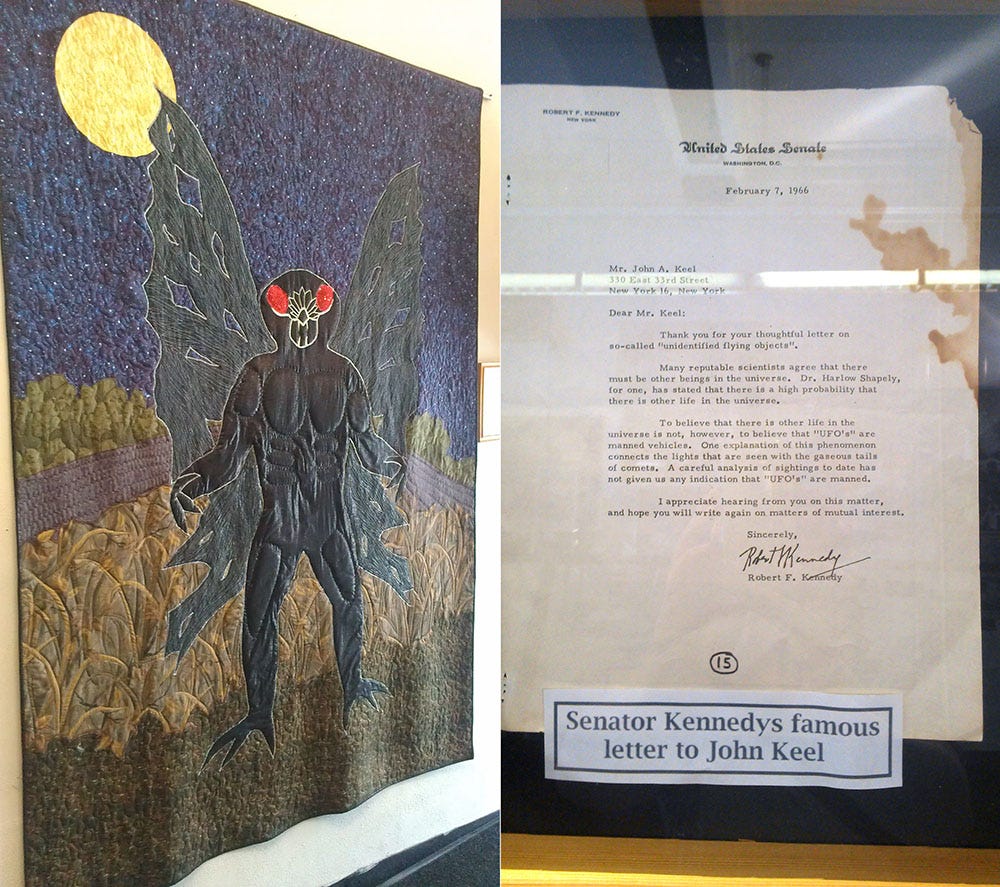 ROBERT F. KENNEDY
NEW YORK
United States Senate
WASHINGTON, D.C.
February 7, 1966
Mr. John A. Keel
330 East 33rd Street
New York 16, New York
Dear Mr. Keel:
Thank you for your thoughtful letter on
so-called "unidentified flying objects".
Many reputable scientists agree that there
must be other beings in the universe. Dr. Harlow Shapely,
for one, has stated that there is a high probability that
there is other life in the universe.
To believe that there is other life in the
universe is not, however, to believe that "UFO's" are
manned vehicles. One explanation of this phenomenon
connects the lights that are seen with the gaseous tails
of comets. A careful analysis of sightings to date has
not given us any indication that "UFO's" are manned.
I appreciate hearing from you on this matter,
and hope you will write again on matters of mutual interest.
Sincerely,
Robert F Kennedy
Robert F. Kennedy
15
Senator Kennedys famous
letter to John Keel